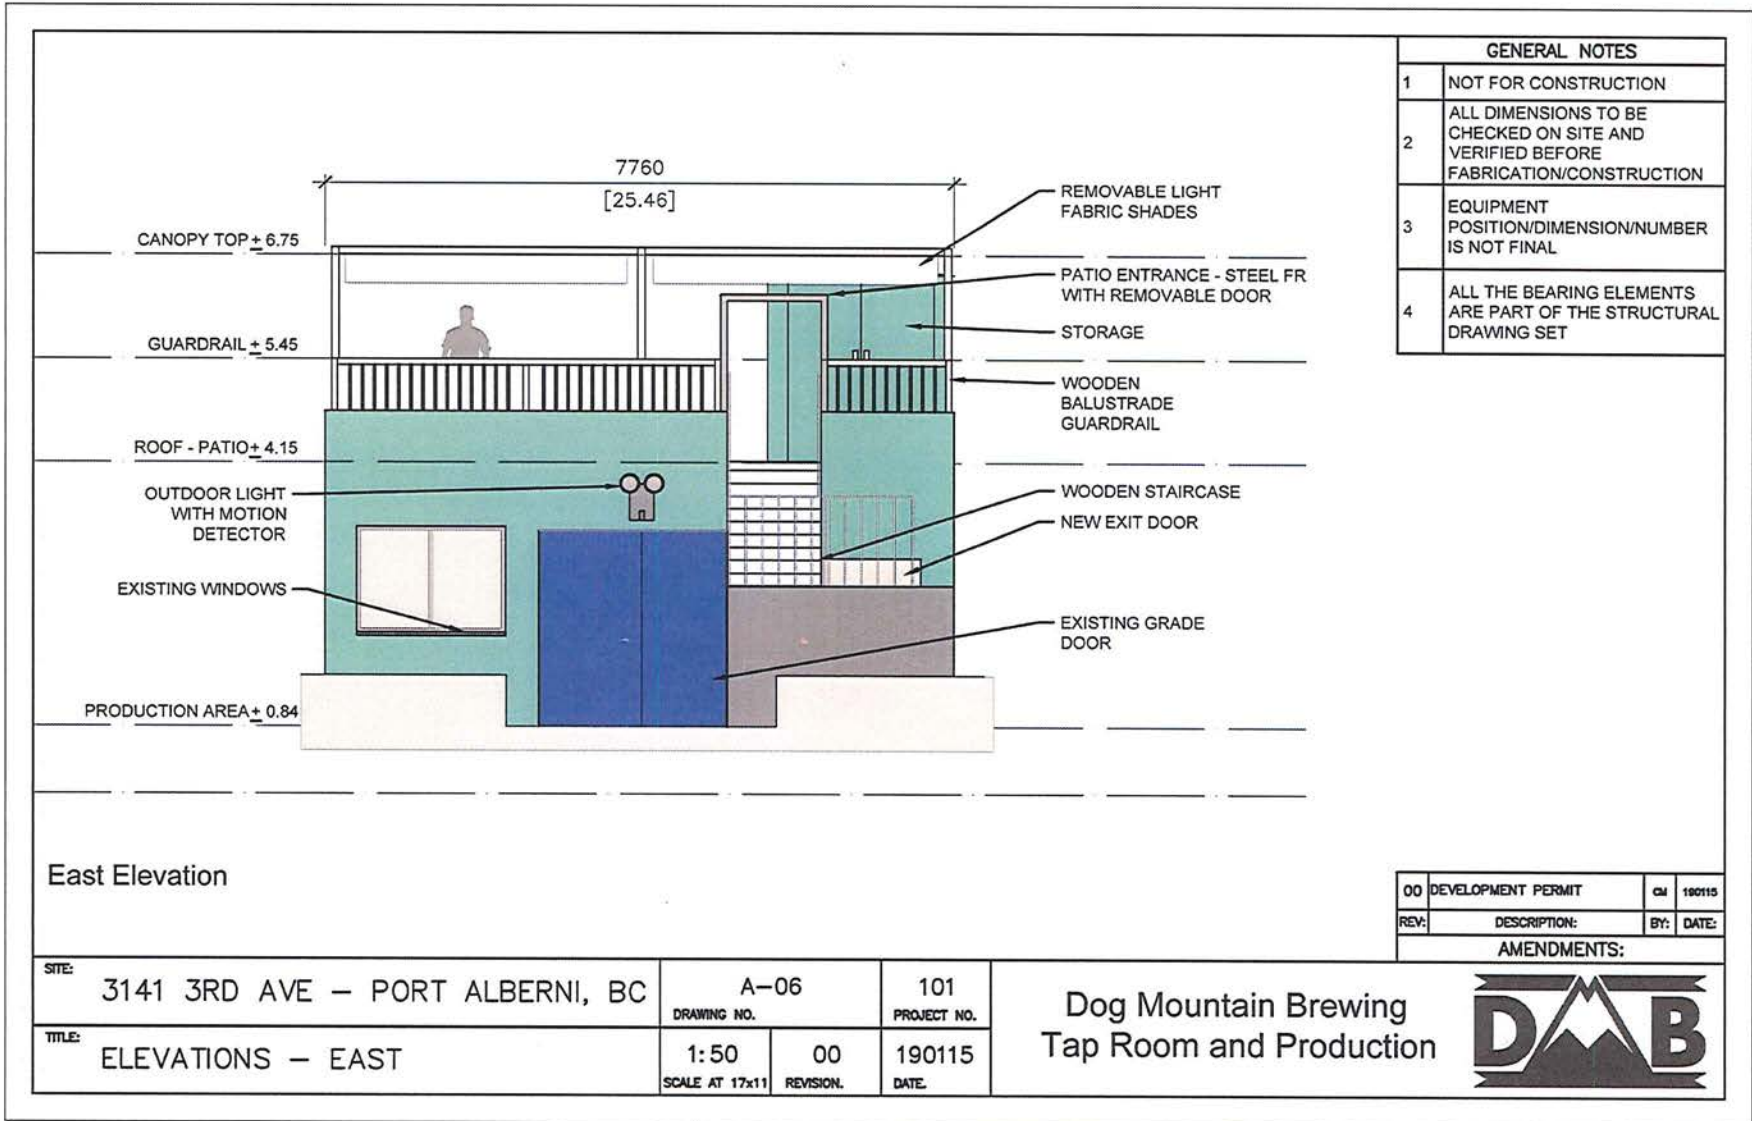 GENERAL NOTES
1 NOT FOR CONSTRUCTION
2 ALL DIMENSIONS TO BE
CHECKED ON SITE AND
VERIFIED BEFORE
FABRICATION/CONSTRUCTION
3 EQUIPMENT
POSITION/DIMENSION/NUMBER
IS NOT FINAL
4 ALL THE BEARING ELEMENTS
ARE PART OF THE STRUCTURAL
DRAWING SET
7760
[25.46]
CANOPY TOP ± 6.75
GUARDRAIL ± 5.45
ROOF - PATIO ± 4.15
OUTDOOR LIGHT
WITH MOTION
DETECTOR
EXISTING WINDOWS
PRODUCTION AREA ± 0.84
REMOVABLE LIGHT
FABRIC SHADES
PATIO ENTRANCE - STEEL FR
WITH REMOVABLE DOOR
STORAGE
WOODEN
BALUSTRADE
GUARDRAIL
WOODEN STAIRCASE
NEW EXIT DOOR
EXISTING GRADE
DOOR
East Elevation
00 DEVELOPMENT PERMIT CM 190115
REV: DESCRIPTION: BY: DATE:
AMENDMENTS:
SITE: 3141 3RD AVE – PORT ALBERNI, BC
TITLE: ELEVATIONS – EAST
A–06
DRAWING NO.
101
PROJECT NO.
1:50
SCALE AT 17x11
00
REVISION.
190115
DATE.
Dog Mountain Brewing
Tap Room and Production
DMB